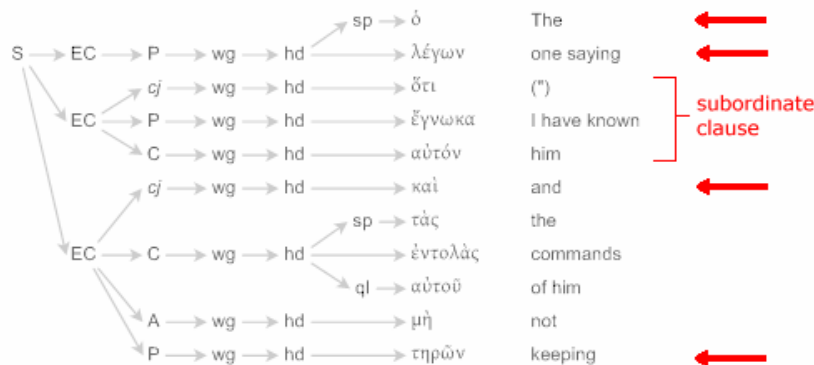 sp ὁ The
S EC P wg hd λέγων one saying
cj wg hd ὅτι (")
EC P wg hd ἔγνωκα I have known
C wg hd αὐτόν him
subordinate
clause
cj wg hd καὶ and
sp τὰς the
EC C wg hd ἐντολὰς commands
ql αὐτοῦ of him
A wg hd μὴ not
P wg hd τηρῶν keeping